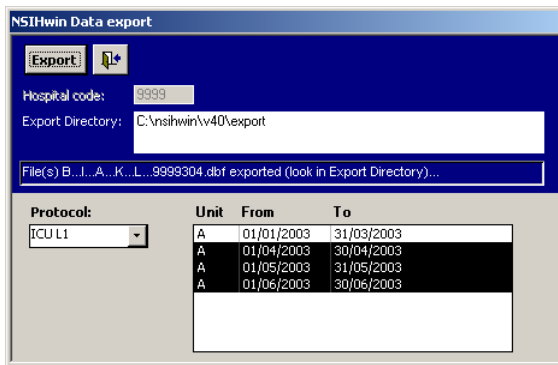 NSIHwin Data export
Export
Hospital code: 9999
Export Directory: C:\nsihwin\v40\export
File(s) B...I...A...K...L...9999304.dbf exported (look in Export Directory)...
Protocol: Unit From To
ICU L1
A 01/01/2003 31/03/2003
A 01/04/2003 30/04/2003
A 01/05/2003 31/05/2003
A 01/06/2003 30/06/2003